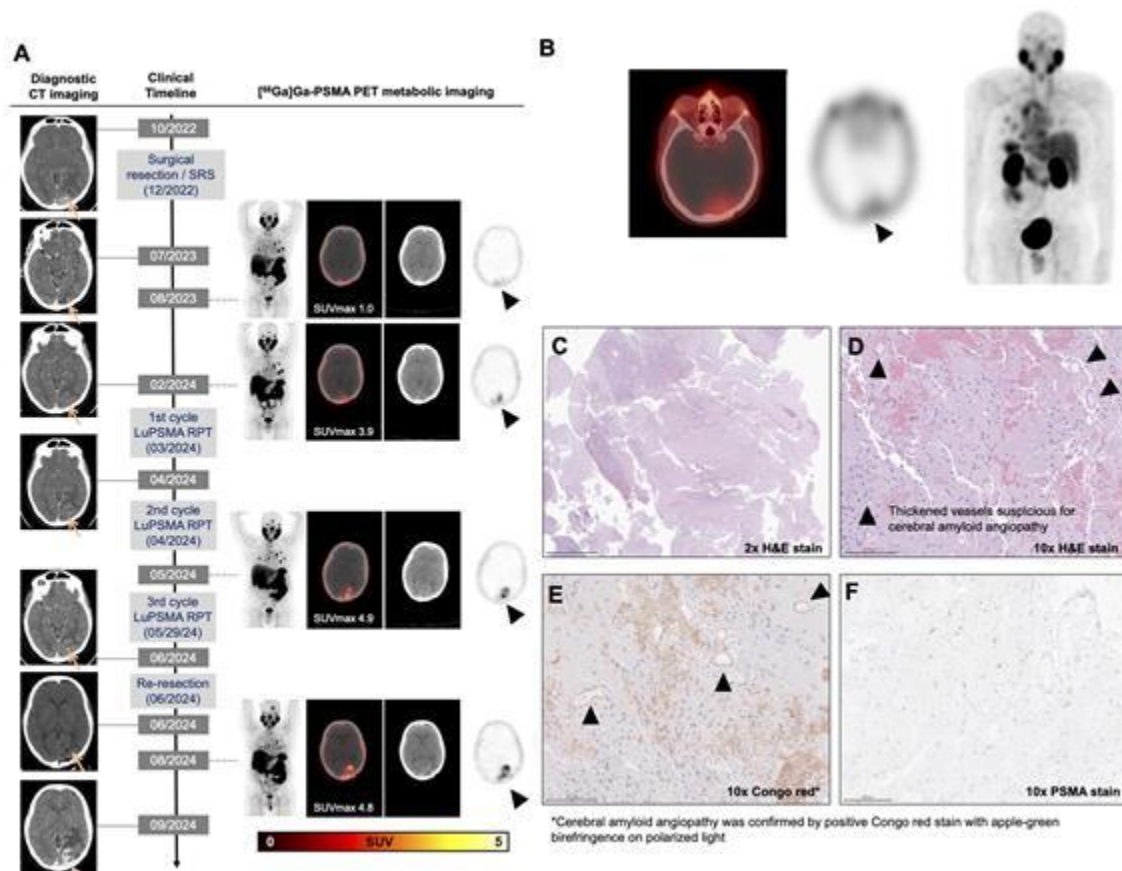 A
Diagnostic
CT imaging
Clinical
Timeline
[⁶⁸Ga]Ga-PSMA PET metabolic imaging
10/2022
Surgical
resection / SRS
(12/2022)
07/2023
08/2023
SUVmax 1.0
02/2024
SUVmax 3.9
1st cycle
LuPSMA RPT
(03/2024)
04/2024
2nd cycle
LuPSMA RPT
(04/2024)
05/2024
SUVmax 4.9
3rd cycle
LuPSMA RPT
(05/29/24)
06/2024
Re-resection
(06/2024)
06/2024
08/2024
SUVmax 4.8
09/2024
0 SUV 5
B
C
2x H&E stain
D
Thickened vessels suspicious for
cerebral amyloid angiopathy
10x H&E stain
E
10x Congo red*
F
10x PSMA stain
*Cerebral amyloid angiopathy was confirmed by positive Congo red stain with apple-green
birefringence on polarized light